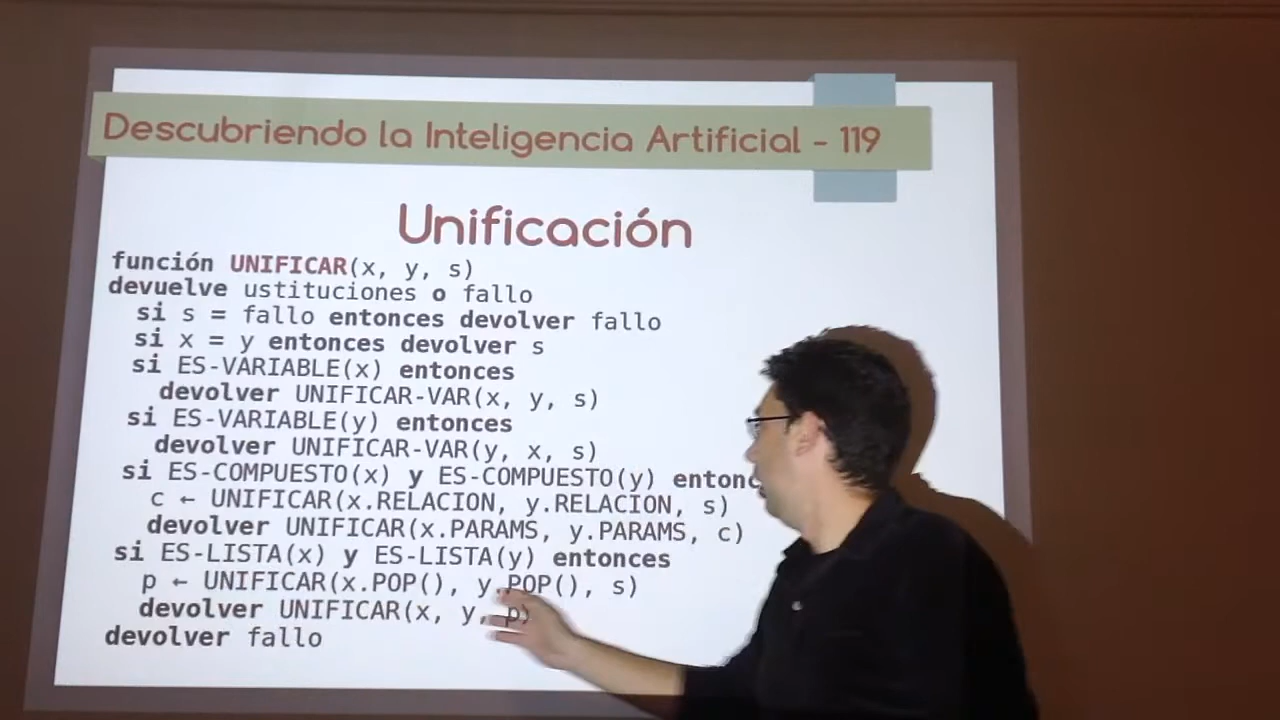 Descubriendo la Inteligencia Artificial - 119
Unificación
función UNIFICAR(x, y, s)
devuelve ustituciones o fallo
si s = fallo entonces devolver fallo
si x = y entonces devolver s
si ES-VARIABLE(x) entonces
devolver UNIFICAR-VAR(x, y, s)
si ES-VARIABLE(y) entonces
devolver UNIFICAR-VAR(y, x, s)
si ES-COMPUESTO(x) y ES-COMPUESTO(y) entonc
c ← UNIFICAR(x.RELACION, y.RELACION, s)
devolver UNIFICAR(x.PARAMS, y.PARAMS, c)
si ES-LISTA(x) y ES-LISTA(y) entonces
p ← UNIFICAR(x.POP(), y.POP(), s)
devolver UNIFICAR(x, y, p)
devolver fallo